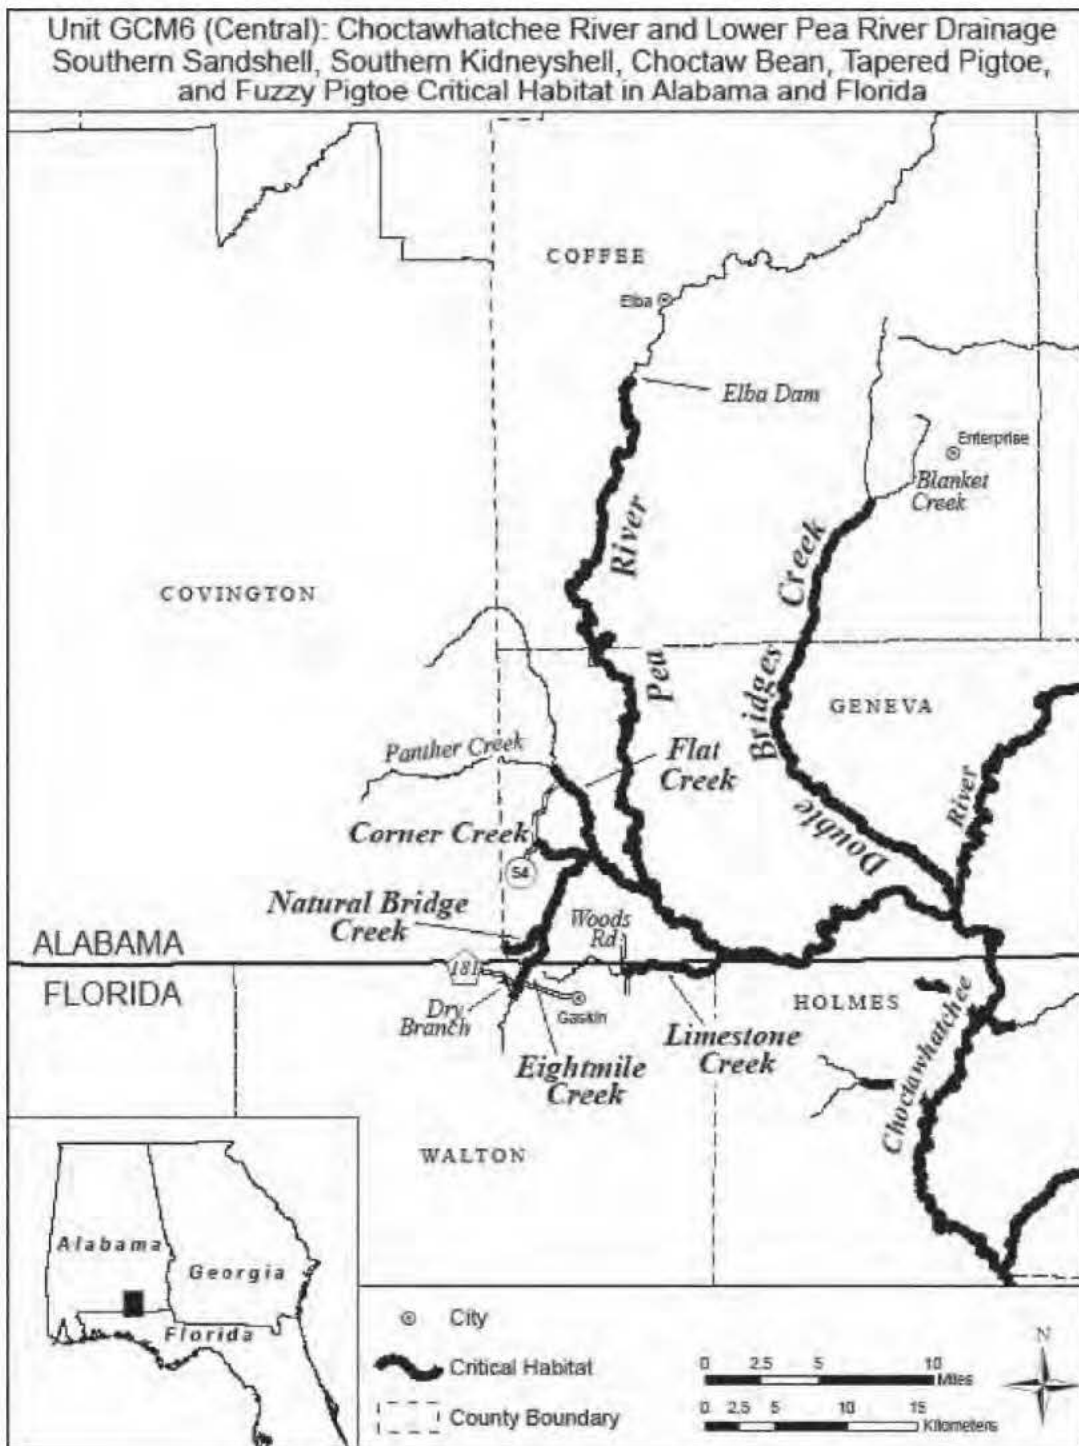 Unit GCM6 (Central): Choctawhatchee River and Lower Pea River Drainage
Southern Sandshell, Southern Kidneyshell, Choctaw Bean, Tapered Pigtoe,
and Fuzzy Pigtoe Critical Habitat in Alabama and Florida
COFFEE
Elba
Elba Dam
Enterprise
Blanket
Creek
Pea River
COVINGTON
Double Bridges Creek
GENEVA
Panther Creek
Flat
Creek
River
Corner Creek
54
Natural Bridge
Creek
Woods
Rd
ALABAMA
181
FLORIDA
Dry
Branch
Gaskin
HOLMES
Limestone
Creek
Eightmile
Creek
Choctawhatchee
WALTON
Alabama
Georgia
Florida
City
Critical Habitat
County Boundary
0 2.5 5 10
Miles
0 2.5 5 10 15
Kilometers
N